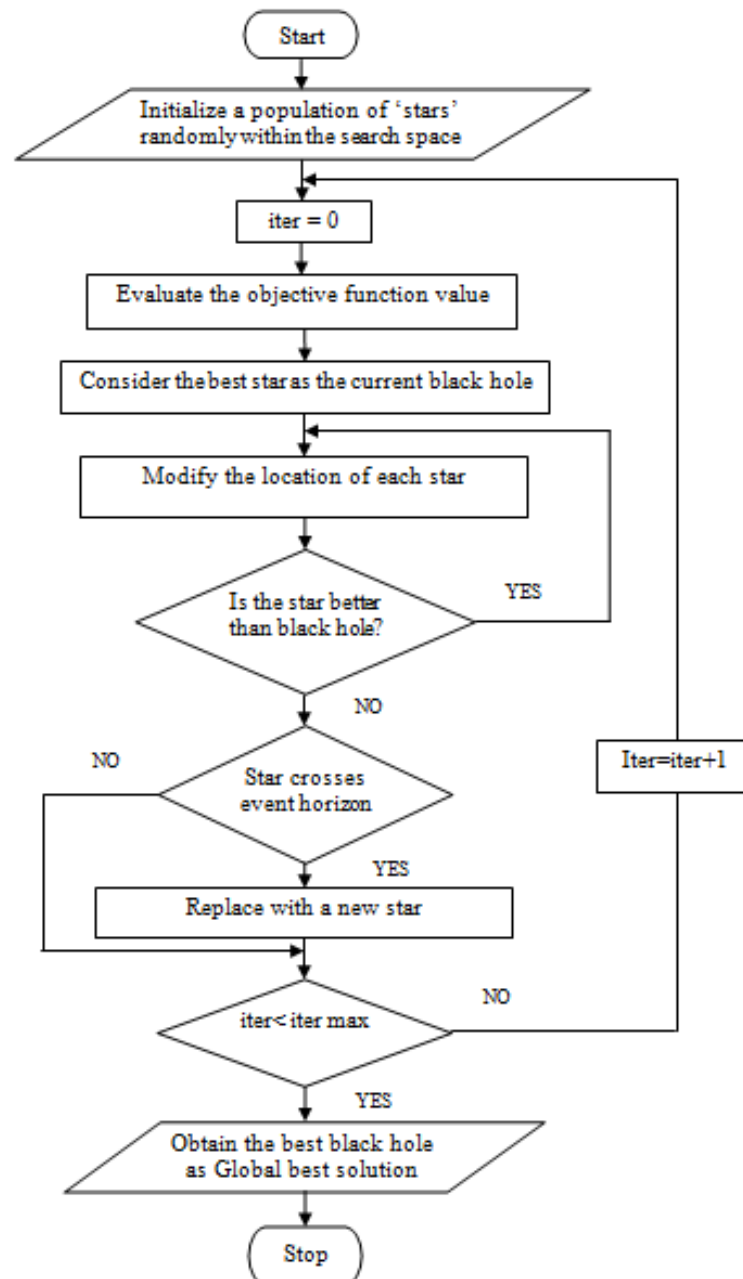 Start
Initialize a population of ‘stars’
randomly within the search space
iter = 0
Evaluate the objective function value
Consider the best star as the current black hole
Modify the location of each star
Is the star better
than black hole?
YES
NO
NO
Star crosses
event horizon
Iter=iter+1
YES
Replace with a new star
iter< iter max
NO
YES
Obtain the best black hole
as Global best solution
Stop